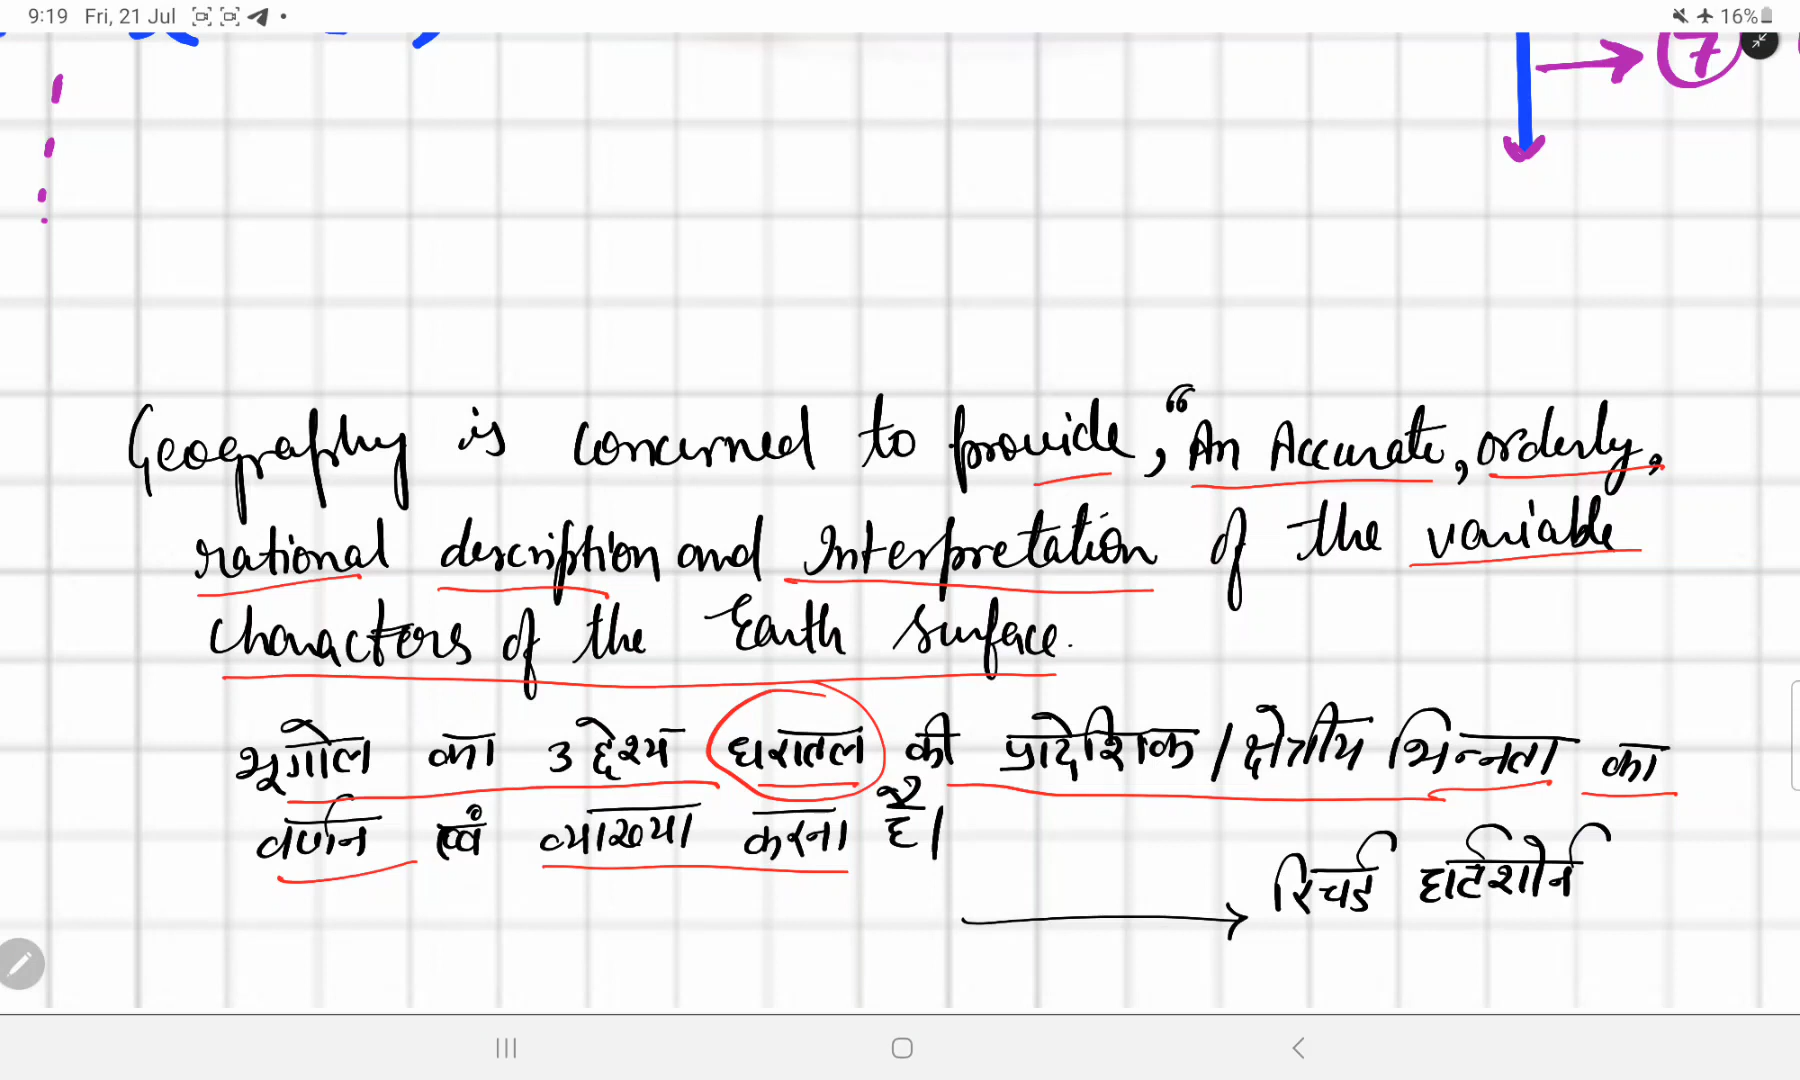 9:19 Fri, 21 Jul
16%
7
Geography is concerned to provide, “An Accurate, orderly,
rational description and Interpretation of the variable
characters of the Earth surface.
भूगोल का उद्देश्य धरातल की प्रादेशिक/क्षेत्रीय भिन्नता का
वर्णन एवं व्याख्या करना है।
रिचर्ड हार्टशोर्न